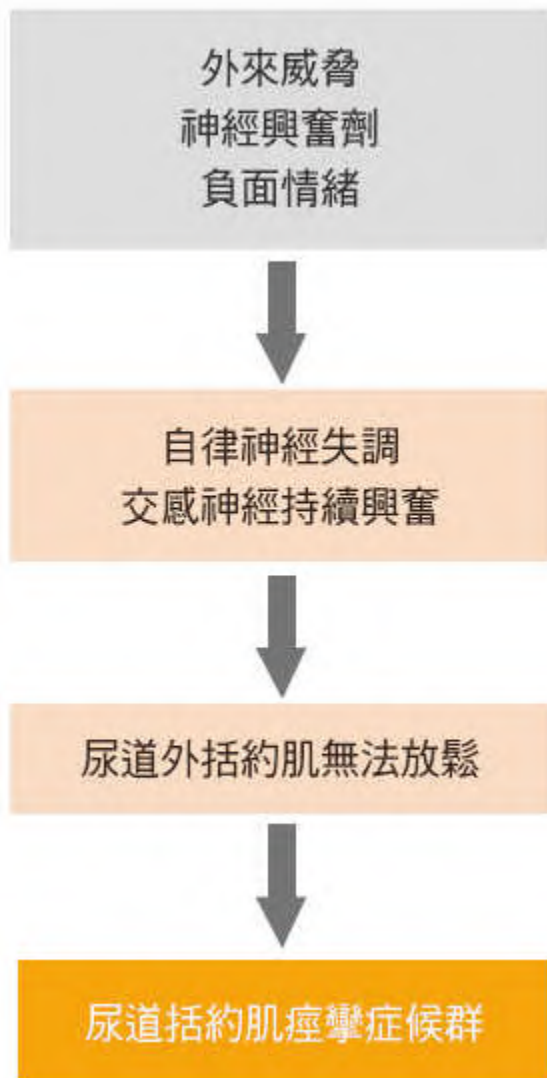 外來威脅
神經興奮劑
負面情緒
自律神經失調
交感神經持續興奮
尿道外括約肌無法放鬆
尿道括約肌痙攣症候群